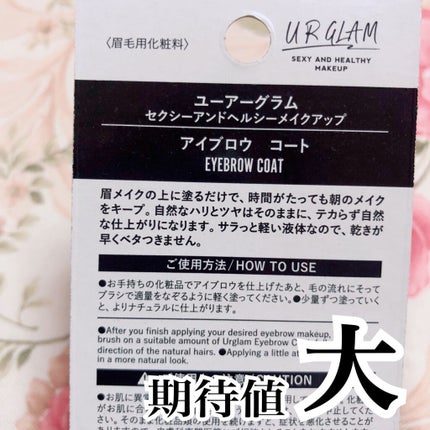 〈眉毛用化粧料〉
URGLAM
SEXY AND HEALTHY
MAKEUP
ユーアーグラム
セクシーアンドヘルシーメイクアップ
アイブロウ コート
EYEBROW COAT
眉メイクの上に塗るだけで、時間がたっても朝のメイク
をキープ。自然なハリとツヤはそのままに、テカらず自然
な仕上がりになります。サラっと軽い液体なので、乾きが
早くベタつきません。
ご使用方法/HOW TO USE
●お手持ちの化粧品でアイブロウを仕上げたあと、毛の流れにそって
ブラシで適量をなぞるように軽く塗ってください。●少量ずつ塗っていく
と、よりナチュラルに仕上がります。
●After you finish applying your desired eyebrow makeup,
brush on a suitable amount of Urglam Eyebrow
direction of the natural hairs. ●Applying a little at
in a more natural look.
期待値
大
●お肌に異
お肌に合